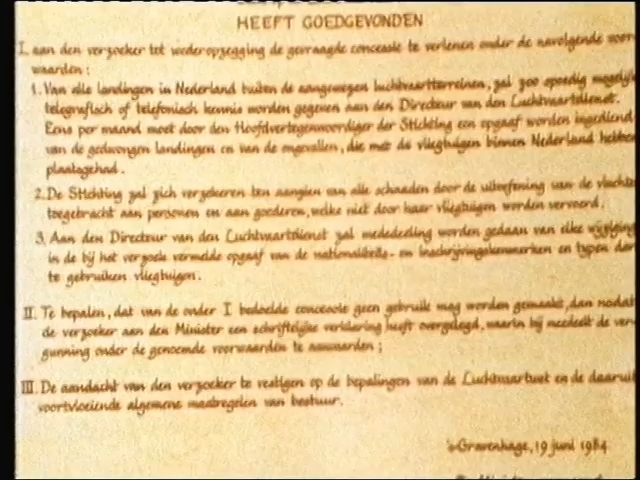 HEEFT GOEDGEVONDEN
I. aan den verzoeker tot wederopzegging de gevraagde concessie te verlenen onder de navolgende voor-
waarden:
1. Van alle landingen in Nederland buiten de aangewezen luchtvaartterreinen, zal zoo spoedig mogelijk
telegrafisch of telefonisch kennis worden gegeven aan den Directeur van den Luchtvaartdienst.
Eens per maand moet door den Hoofdvertegenwoordiger der Stichting een opgaaf worden ingediend
van de gedwongen landingen en van de ongevallen, die met de vliegtuigen binnen Nederland hebben
plaatsgehad.
2. De Stichting zal zich verzekeren ten aanzien van alle schaden door de uitoefening van de vlucht
toegebracht aan personen en aan goederen, welke niet door haar vliegtuigen worden vervoerd.
3. Aan den Directeur van den Luchtvaartdienst zal mededeeling worden gedaan van elke wijziging
in de bij het verzoek vermelde opgaaf van de nationaliteits- en inschrijvingskenmerken en typen der
te gebruiken vliegtuigen.
II. Te bepalen, dat van de onder I bedoelde concessie geen gebruik mag worden gemaakt, dan nadat
de verzoeker aan den Minister een schriftelijke verklaring heeft overgelegd, waarin hij mededeelt de ver-
gunning onder de genoemde voorwaarden te aanvaarden;
III. De aandacht van den verzoeker te vestigen op de bepalingen van de Luchtvaartwet en de daaruit
voortvloeiende algemene maatregelen van bestuur.
's-Gravenhage, 19 juni 1984